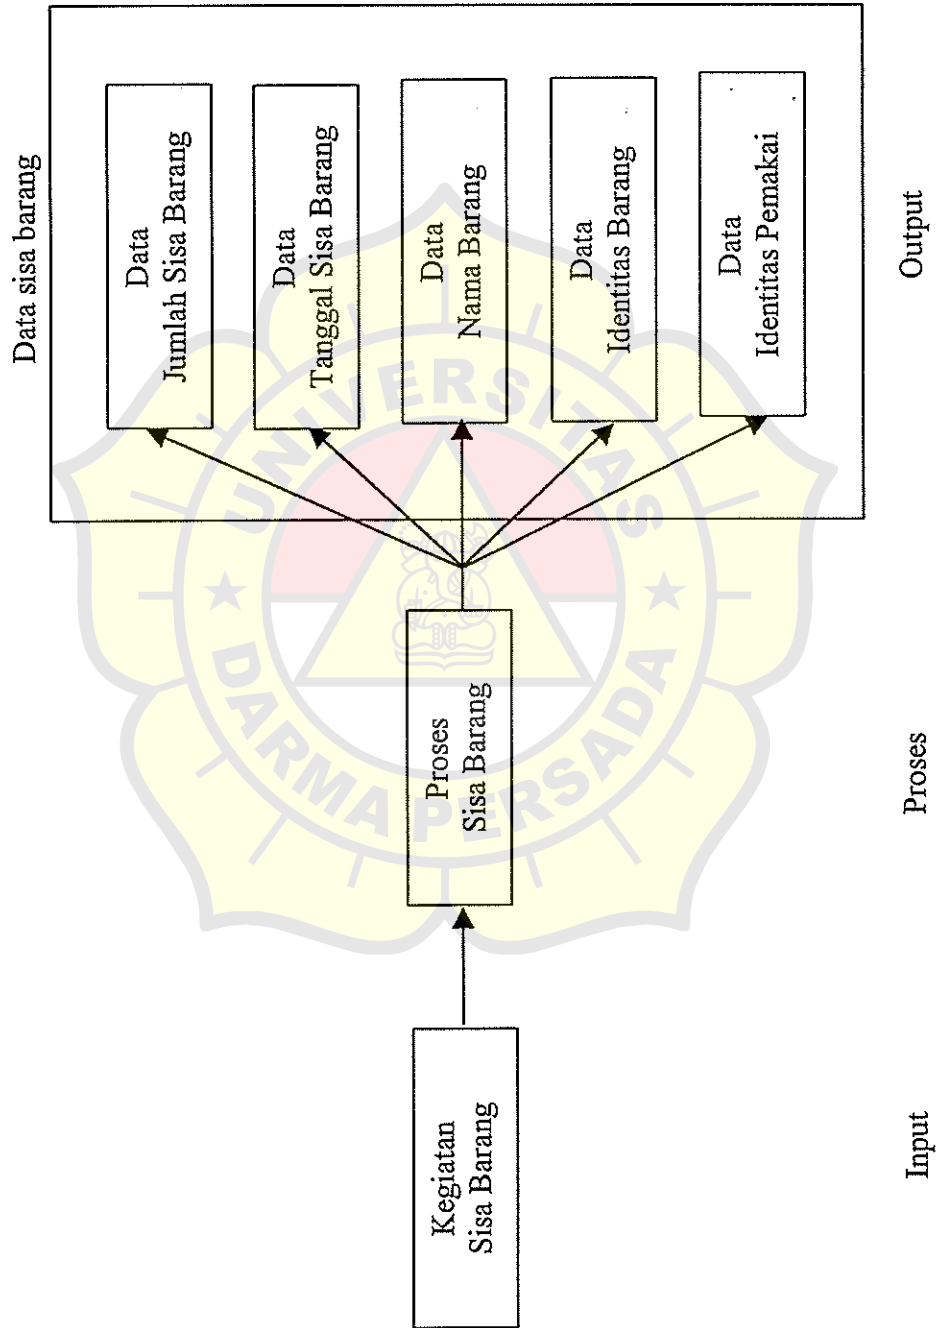 Data sisa barang
Data
Jumlah Sisa Barang
Data
Tanggal Sisa Barang
Data
Nama Barang
Data
Identitas Barang
Data
Identitas Pemakai
Proses
Sisa Barang
Kegiatan
Sisa Barang
Input
Proses
Output
UNIVERSITAS
DARMA PERSADA